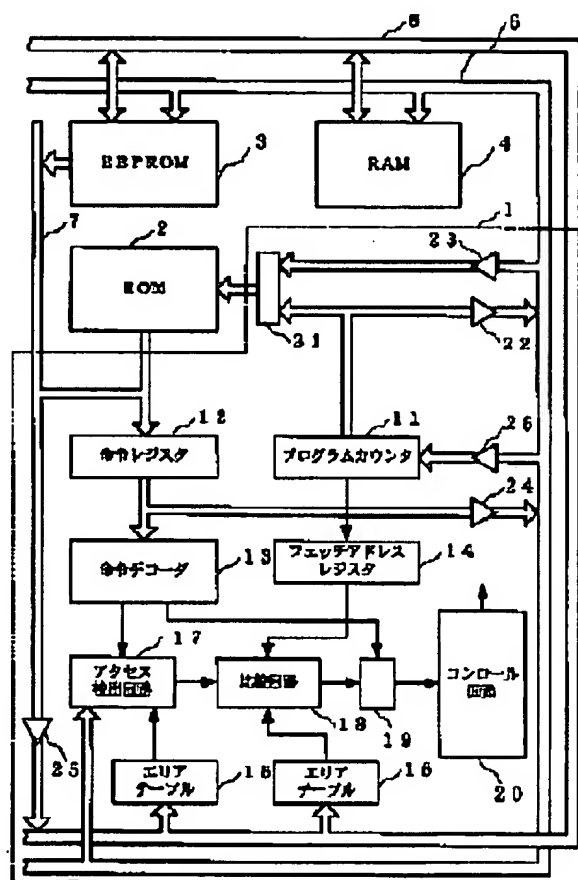 5
6
EEPROM
3
RAM
4
7
2
ROM
1
23
21
22
12
命令レジスタ
11
プログラムカウンタ
26
24
命令デコーダ
13
フェッチアドレス
レジスタ
14
17
アクセス
検出回路
比較回路
18
19
コントロール
回路
20
25
エリア
テーブル
15
エリア
テーブル
16